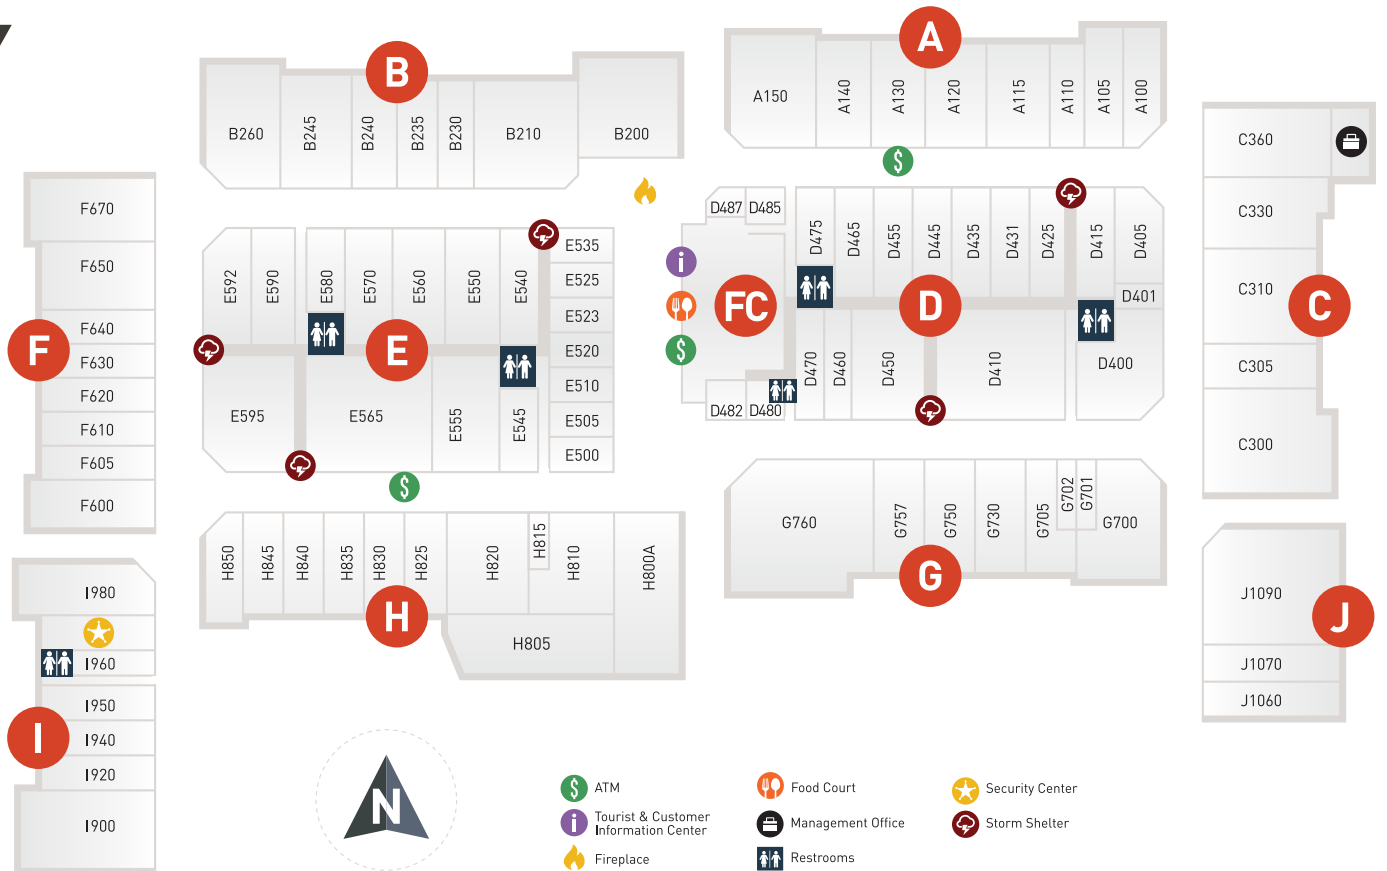 B
B260
B245
B240
B235
B230
B210
B200
A
A150
A140
A130
A120
A115
A110
A105
A100
$
C360
C330
C310
C305
C300
C
F670
F650
F640
F630
F620
F610
F605
F600
F
E592
E590
E580
E570
E560
E550
E540
E535
E525
E523
E520
E510
E505
E500
E
E595
E565
E555
E545
$
D487
D485
i
FC
$
D482
D480
D475
D465
D455
D445
D435
D431
D425
D415
D405
D401
D
D470
D460
D450
D410
D400
H850
H845
H840
H835
H830
H825
H820
H815
H810
H800A
H805
H
G760
G757
G750
G730
G705
G702
G701
G700
G
I980
I960
I950
I940
I920
I900
I
J1090
J1070
J1060
J
N
$ ATM
i Tourist & Customer
Information Center
Fireplace
Food Court
Management Office
Restrooms
Security Center
Storm Shelter